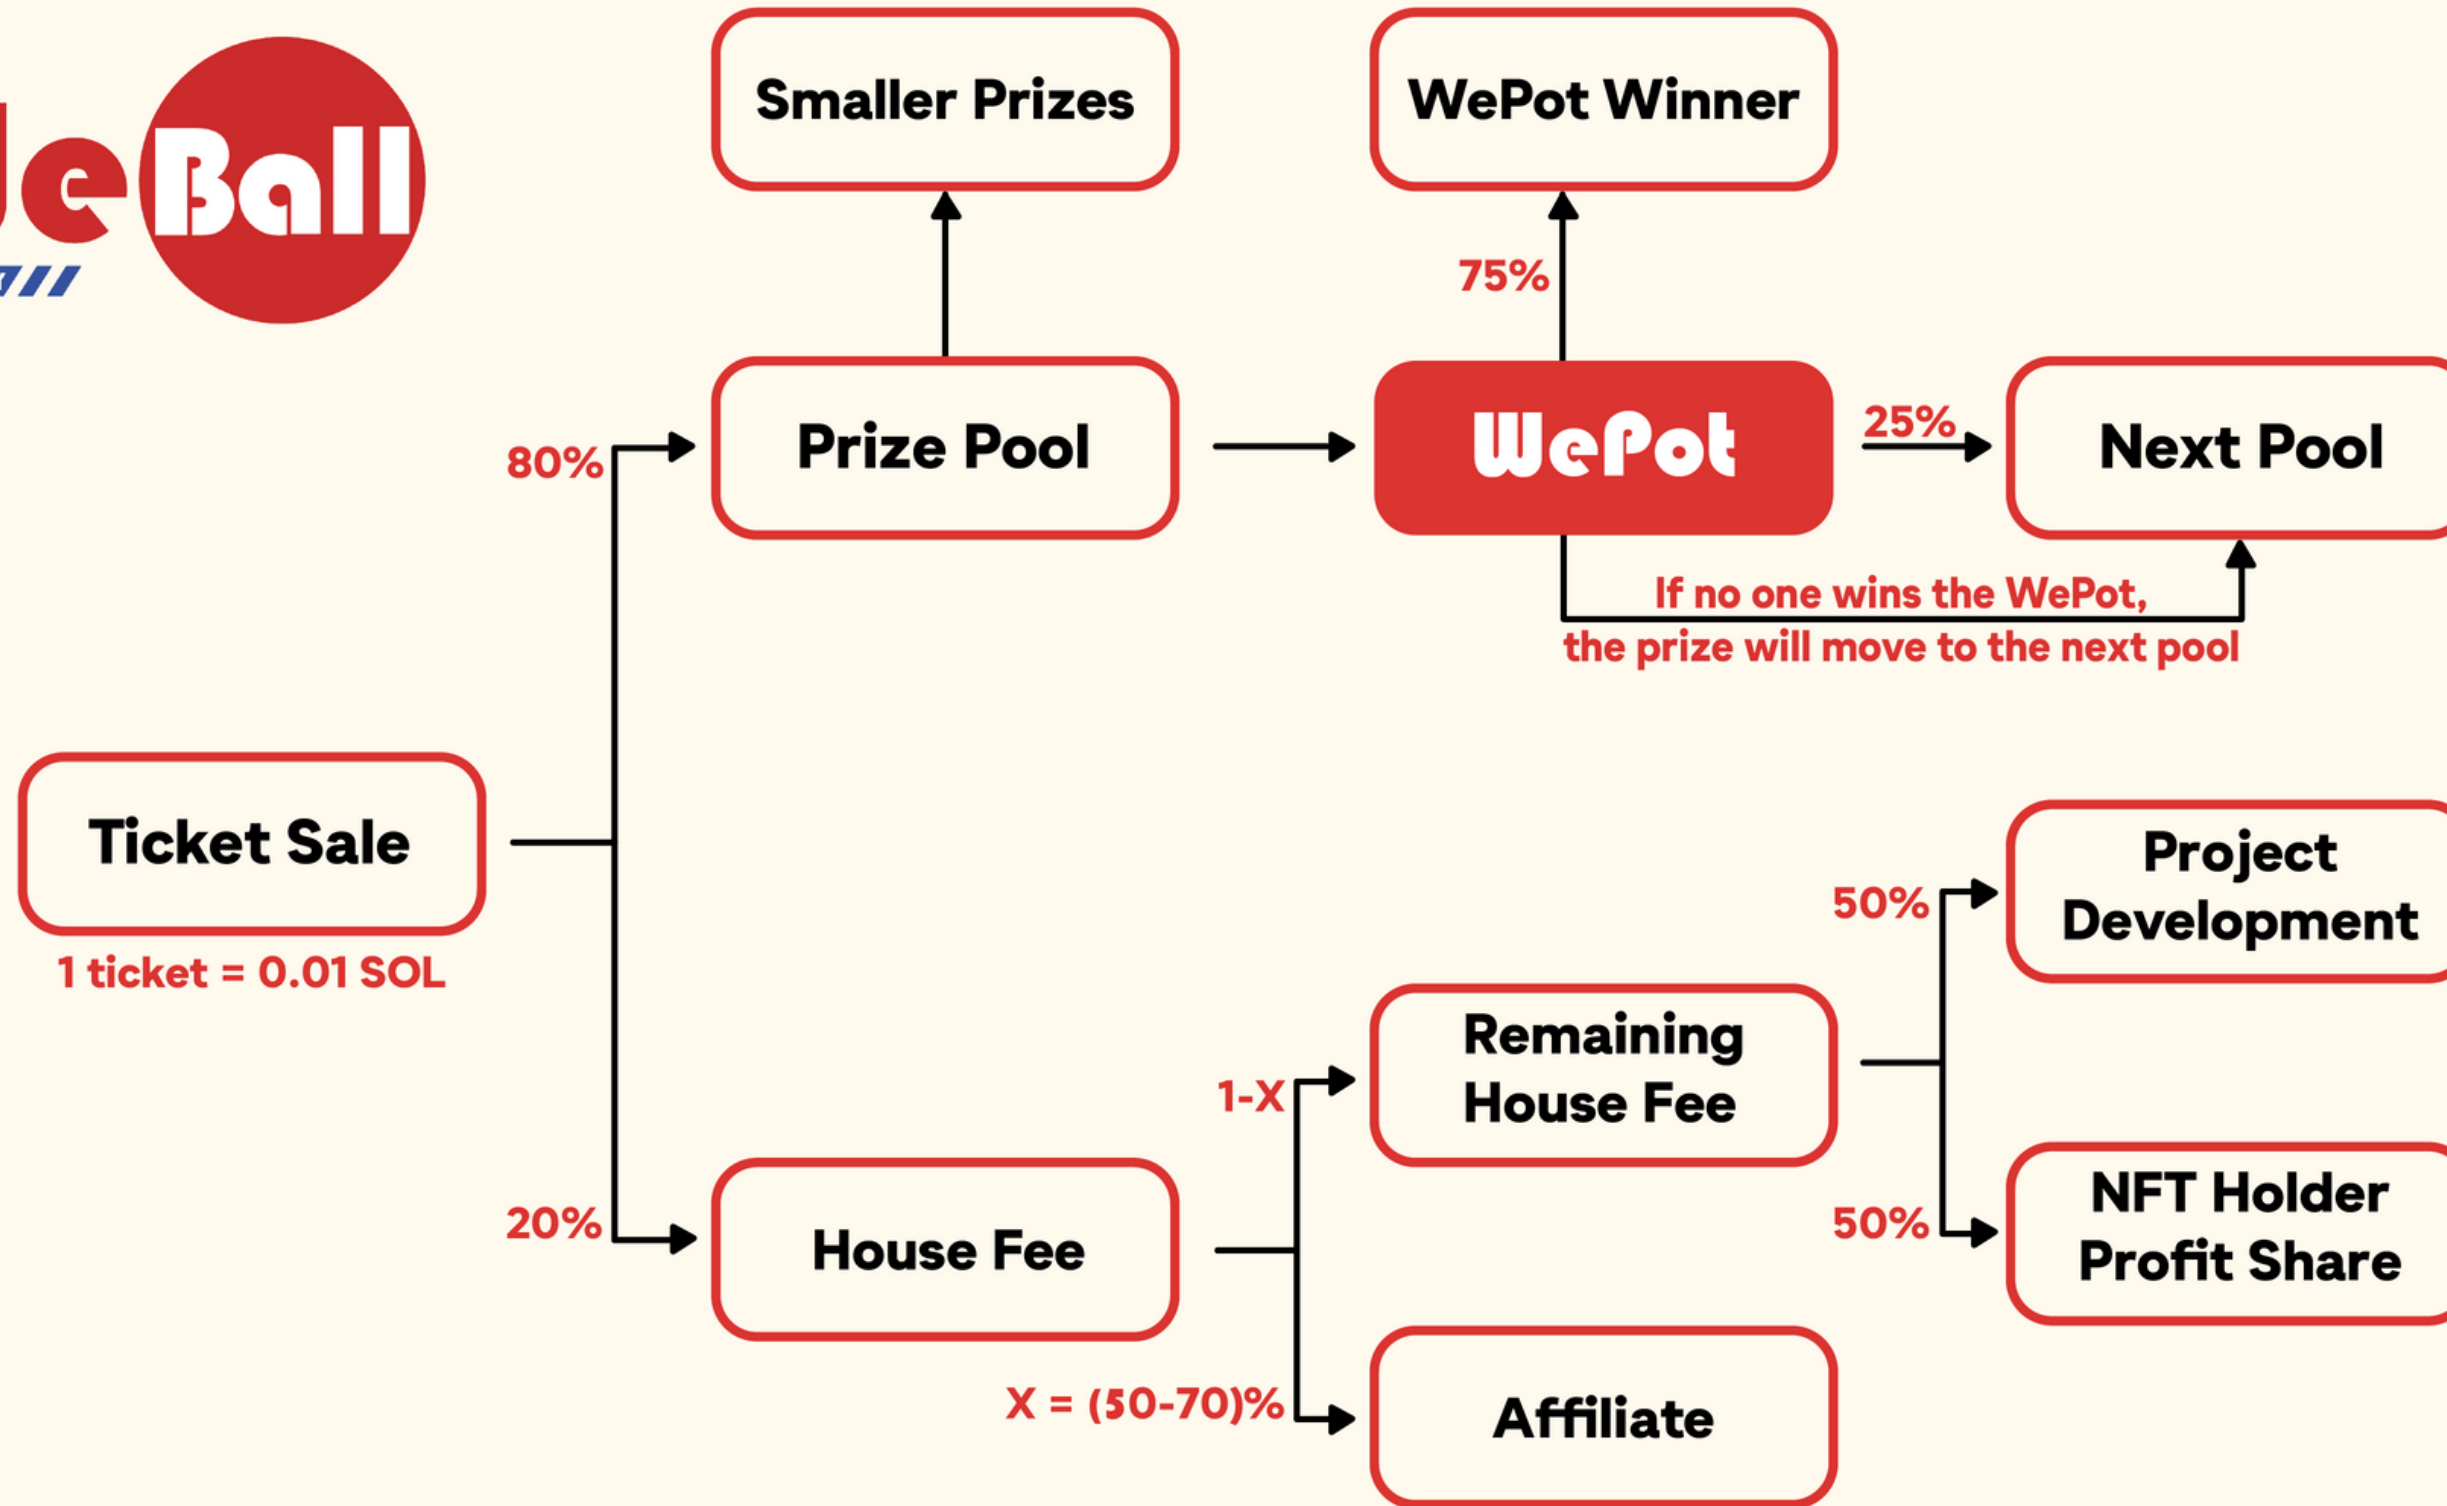 eBall
Smaller Prizes
WePot Winner
75%
80%
Prize Pool
WePot
25%
Next Pool
If no one wins the WePot,
the prize will move to the next pool
Ticket Sale
1 ticket = 0.01 SOL
50%
Project
Development
Remaining
House Fee
1-X
20%
House Fee
50%
NFT Holder
Profit Share
X = (50-70)%
Affiliate